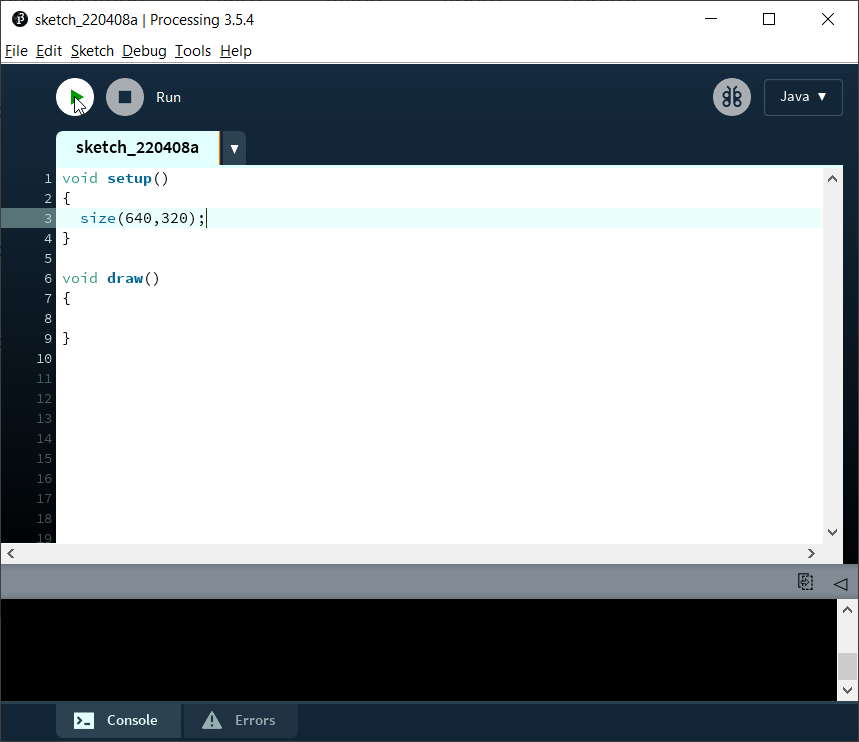 sketch_220408a | Processing 3.5.4
File Edit Sketch Debug Tools Help
Run
Java ▼
sketch_220408a ▼
1 void setup()
2 {
3   size(640,320);
4 }
5
6 void draw()
7 {
8
9 }
10
11
12
13
14
15
16
17
18
19
Console
Errors